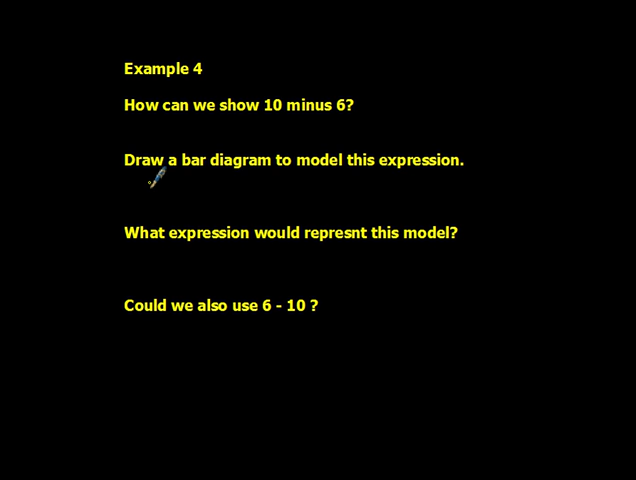 Example 4
How can we show 10 minus 6?
Draw a bar diagram to model this expression.
What expression would represnt this model?
Could we also use 6 - 10 ?